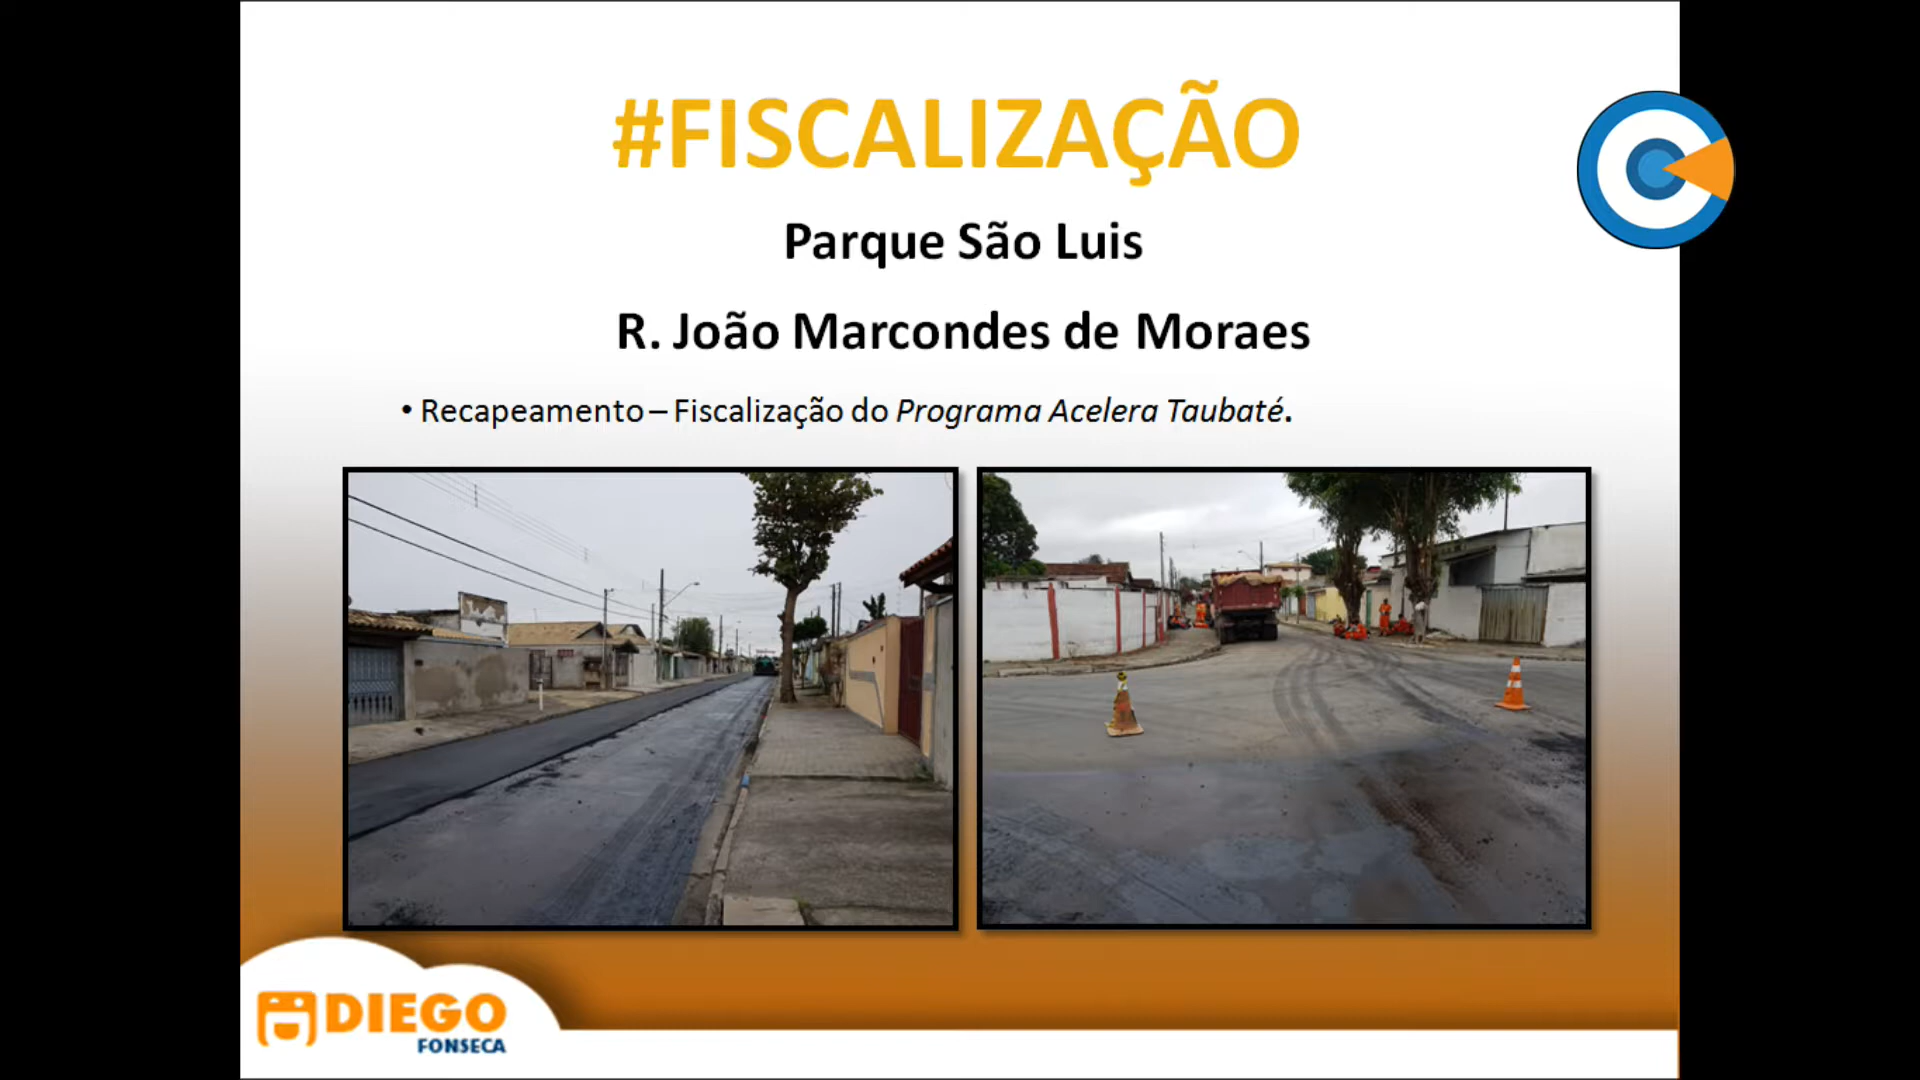 #FISCALIZAÇÃO
Parque São Luis
R. João Marcondes de Moraes
• Recapeamento – Fiscalização do Programa Acelera Taubaté.
DIEGO
FONSECA